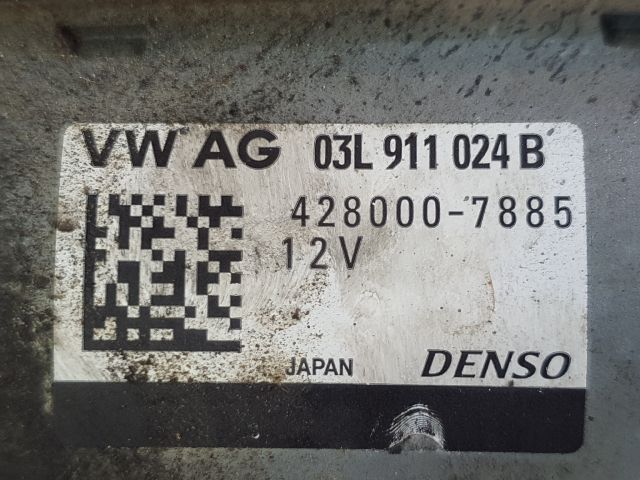 VW AG 03L 911 024 B
428000-7885
12V
JAPAN DENSO